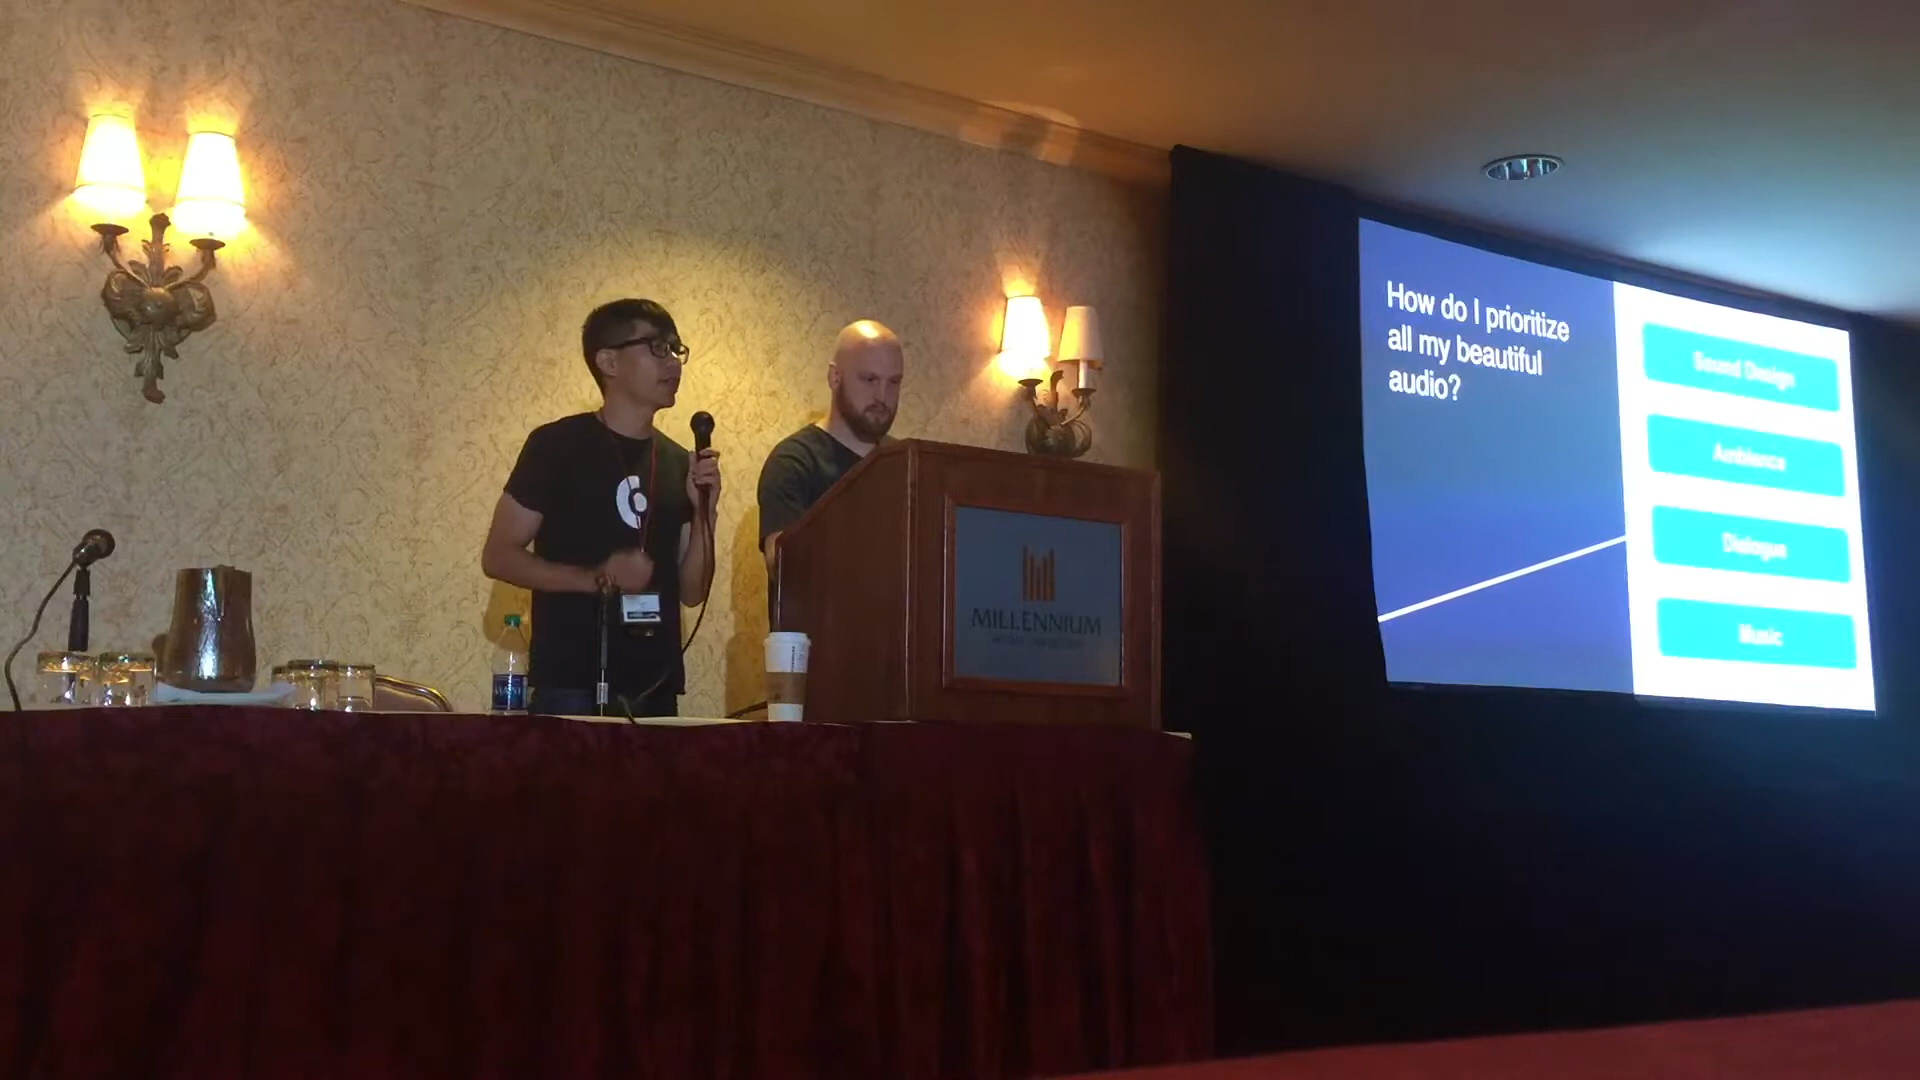 How do I prioritize
all my beautiful
audio?
Sound Design
Ambience
Dialogue
Music
MILLENNIUM